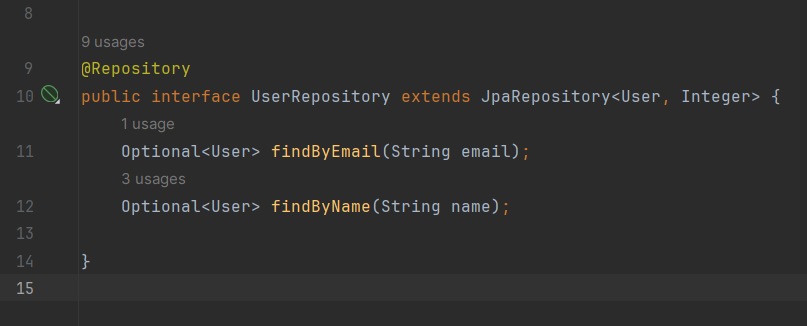 8
9 usages
9 @Repository
10 public interface UserRepository extends JpaRepository<User, Integer> {
1 usage
11 Optional<User> findByEmail(String email);
3 usages
12 Optional<User> findByName(String name);
13
14 }
15